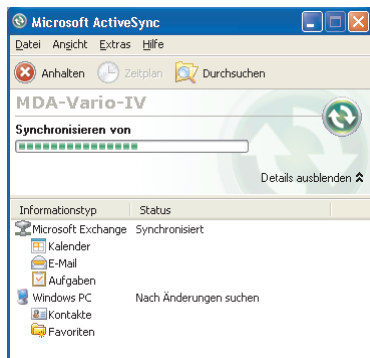 Microsoft ActiveSync
Datei Ansicht Extras Hilfe
Anhalten Zeitplan Durchsuchen
MDA-Vario-IV
Synchronisieren von
Details ausblenden
Informationstyp Status
Microsoft Exchange Synchronisiert
Kalender
E-Mail
Aufgaben
Windows PC Nach Änderungen suchen
Kontakte
Favoriten